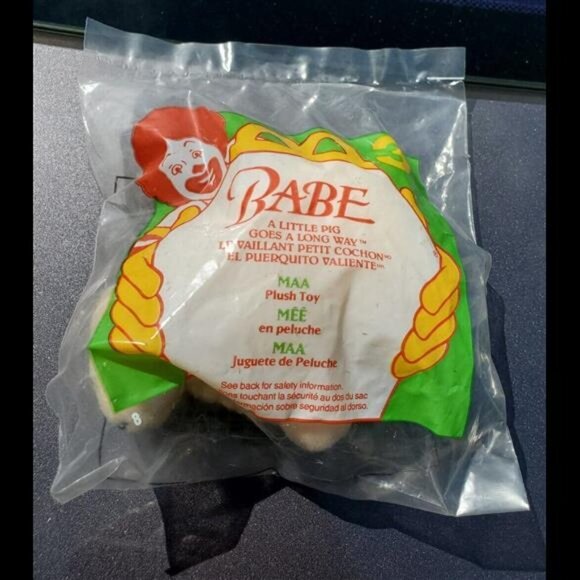 BABE
A LITTLE PIG
GOES A LONG WAY™
LE VAILLANT PETIT COCHON
EL PUERQUITO VALIENTE
MAA
Plush Toy
MÊÊ
en peluche
MAA
Juguete de Peluche
See back for safety information.
touchant la sécurité au dos du sac
sobre seguridad al dorso.
8